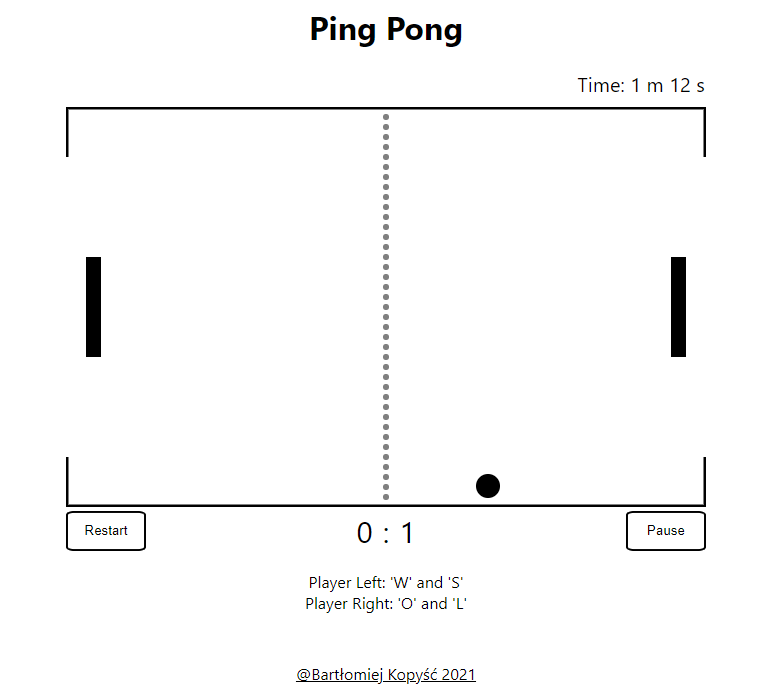 Ping Pong
Time: 1 m 12 s
Restart
0 : 1
Pause
Player Left: 'W' and 'S'
Player Right: 'O' and 'L'
@Bartłomiej Kopyść 2021